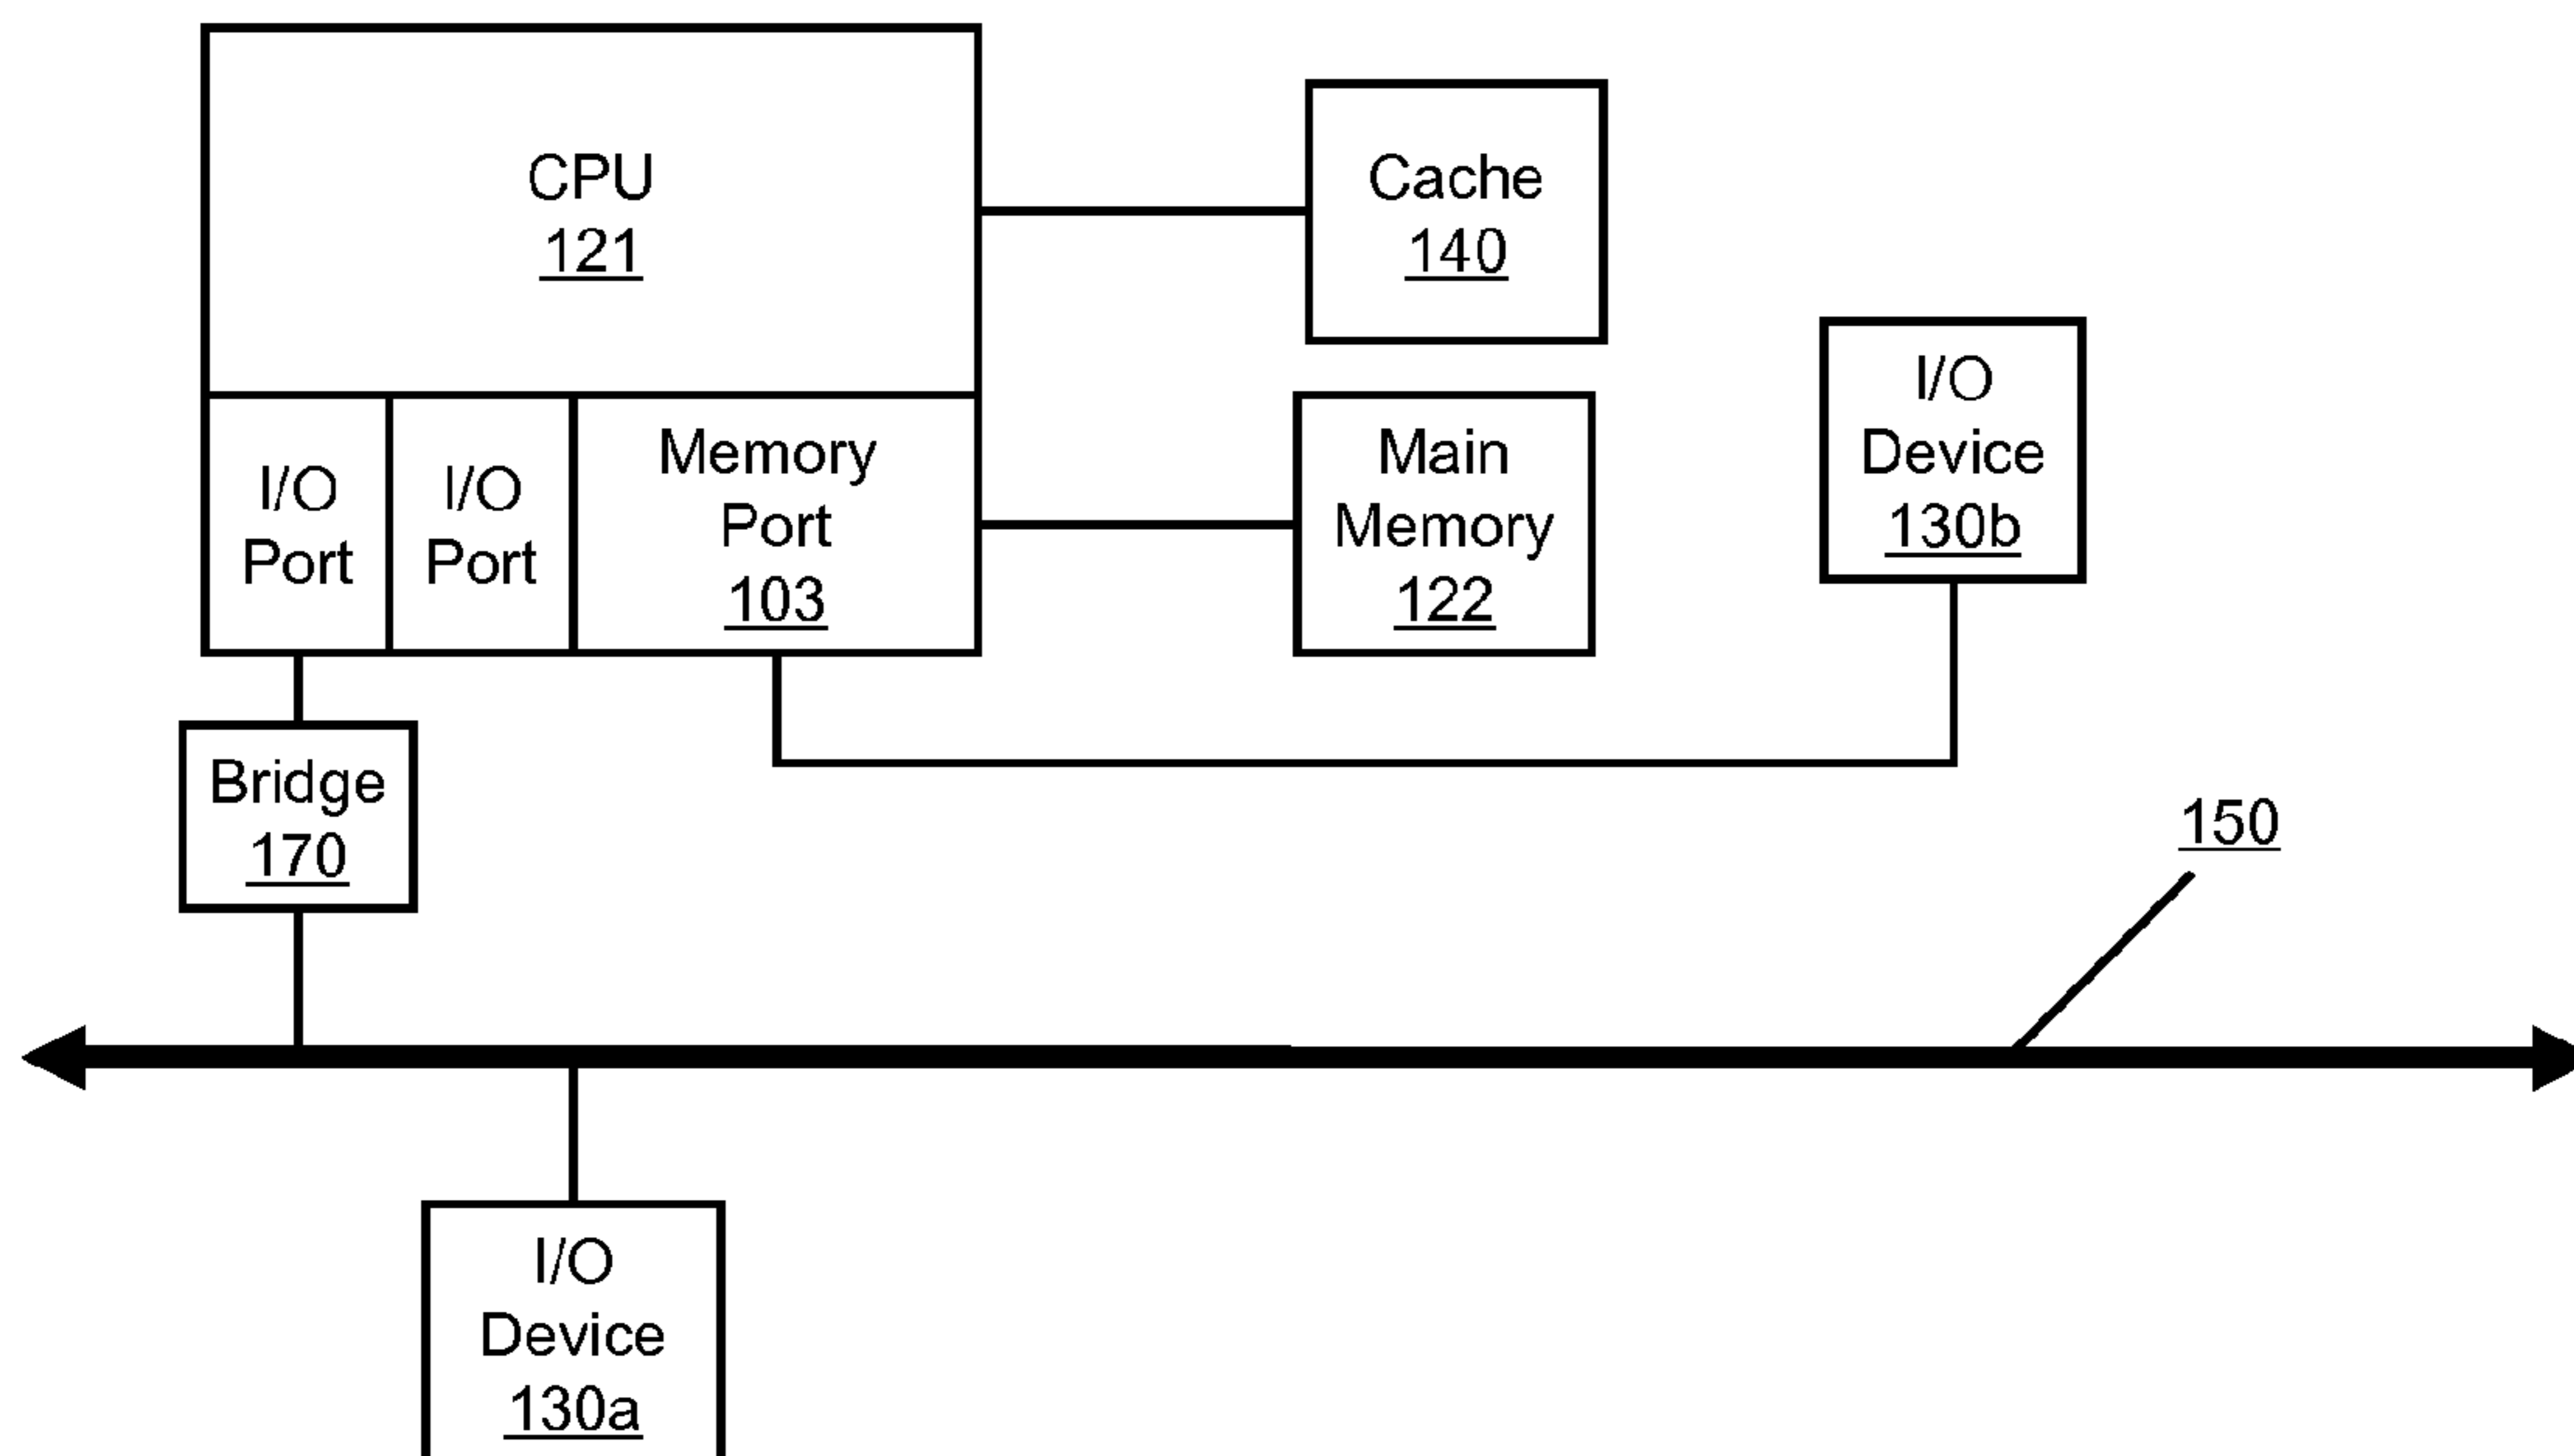 CPU
121
Cache
140
I/O
Port
I/O
Port
Memory
Port
103
Main
Memory
122
I/O
Device
130b
Bridge
170
150
I/O
Device
130a